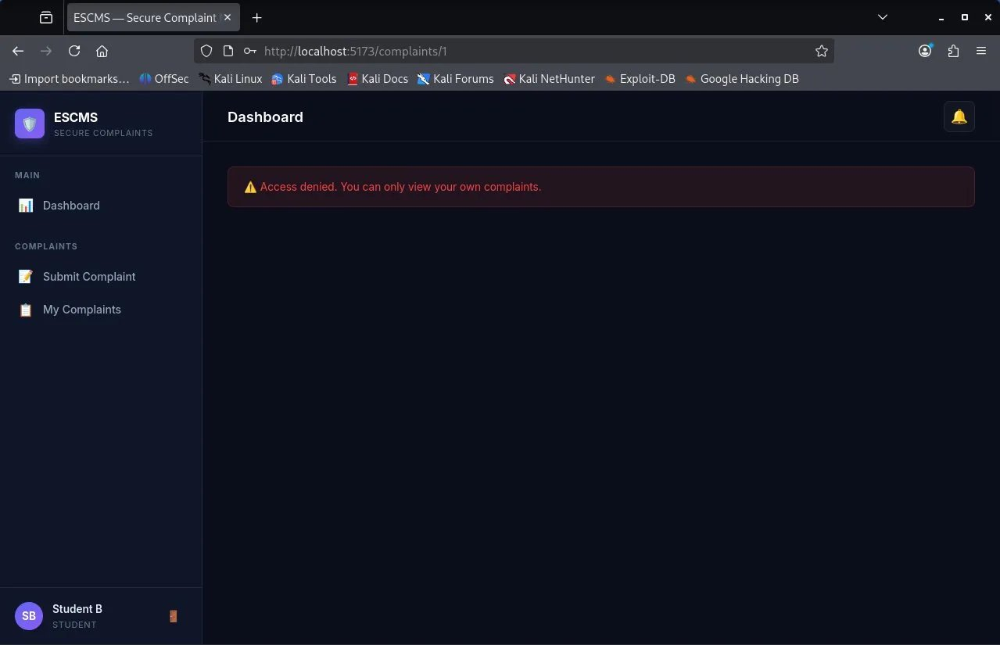 ESCMS — Secure Complaint
http://localhost:5173/complaints/1
Import bookmarks... OffSec Kali Linux Kali Tools Kali Docs Kali Forums Kali NetHunter Exploit-DB Google Hacking DB
ESCMS
SECURE COMPLAINTS
Dashboard
MAIN
Dashboard
Access denied. You can only view your own complaints.
COMPLAINTS
Submit Complaint
My Complaints
SB
Student B
STUDENT